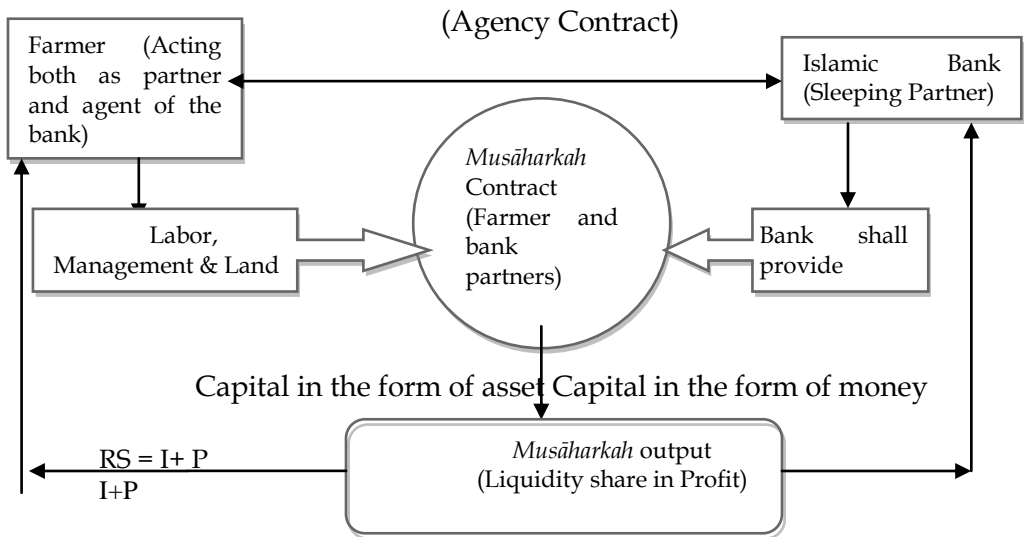 (Agency Contract)
Farmer (Acting
both as partner
and agent of the
bank)
Islamic Bank
(Sleeping Partner)
Musāharkah
Contract
(Farmer and
bank
partners)
Labor,
Management & Land
Bank shall
provide
Capital in the form of asset Capital in the form of money
RS = I+ P
I+P
Musāharkah output
(Liquidity share in Profit)